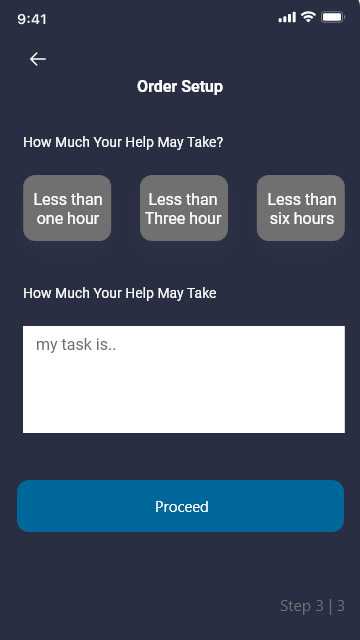 9:41
Order Setup
How Much Your Help May Take?
Less than
one hour
Less than
Three hour
Less than
six hours
How Much Your Help May Take
my task is..
Proceed
Step 3 | 3